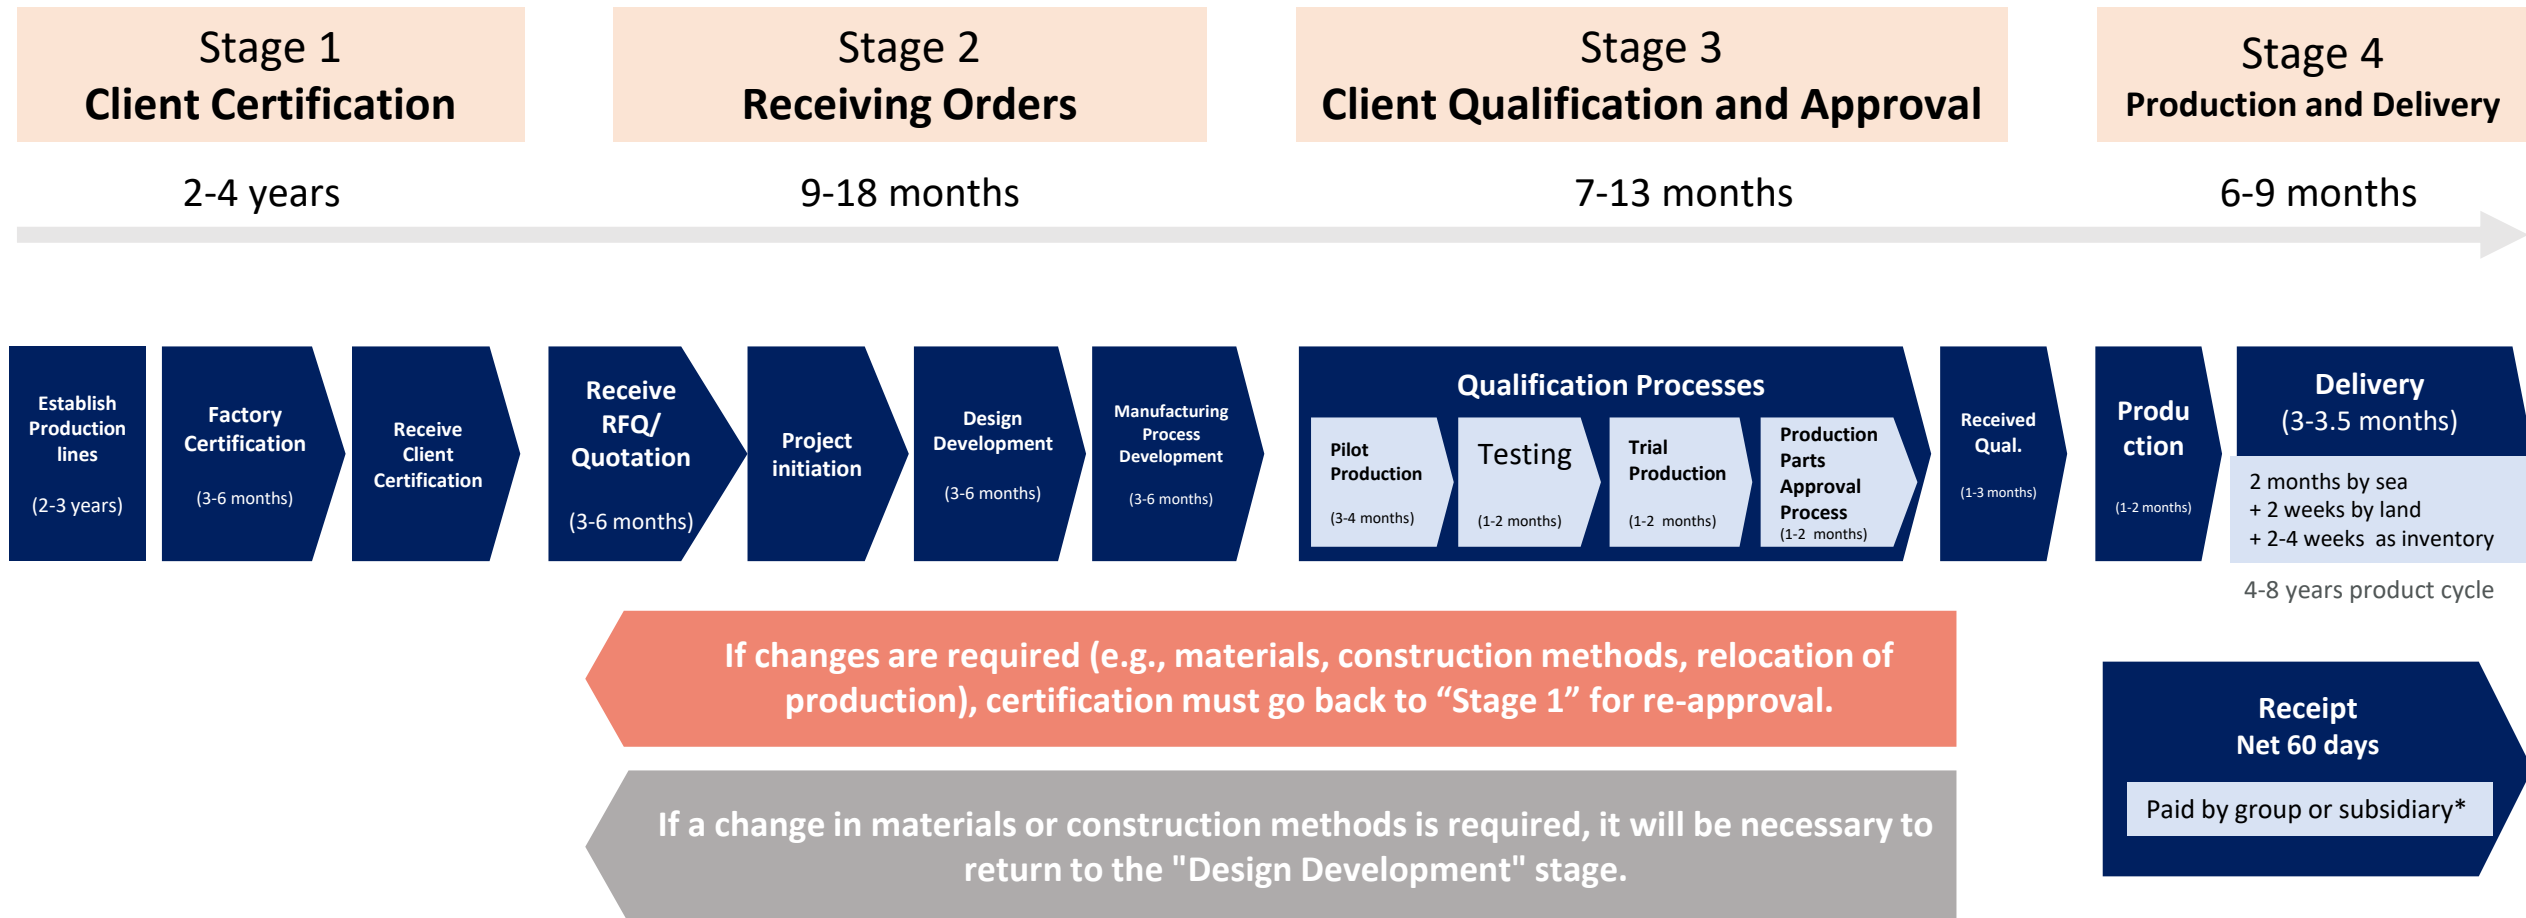 Stage 1
Client Certification
Stage 2
Receiving Orders
Stage 3
Client Qualification and Approval
Stage 4
Production and Delivery
2-4 years
9-18 months
7-13 months
6-9 months
Establish
Production
lines
(2-3 years)
Factory
Certification
(3-6 months)
Receive
Client
Certification
Receive
RFQ/
Quotation
(3-6 months)
Project
initiation
Design
Development
(3-6 months)
Manufacturing
Process
Development
(3-6 months)
Qualification Processes
Pilot
Production
(3-4 months)
Testing
(1-2 months)
Trial
Production
(1-2 months)
Production
Parts
Approval
Process
(1-2 months)
Received
Qual.
(1-3 months)
Produ
ction
(1-2 months)
Delivery
(3-3.5 months)
2 months by sea
+ 2 weeks by land
+ 2-4 weeks as inventory
4-8 years product cycle
If changes are required (e.g., materials, construction methods, relocation of
production), certification must go back to “Stage 1” for re-approval.
If a change in materials or construction methods is required, it will be necessary to
return to the "Design Development" stage.
Receipt
Net 60 days
Paid by group or subsidiary*